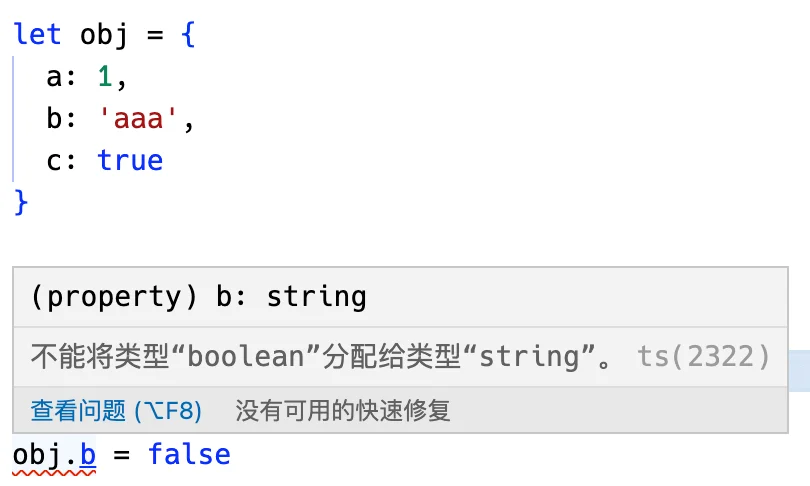 let obj = {
  a: 1,
  b: 'aaa',
  c: true
}
(property) b: string
不能将类型“boolean”分配给类型“string”。 ts(2322)
查看问题 (⌥F8) 没有可用的快速修复
obj.b = false